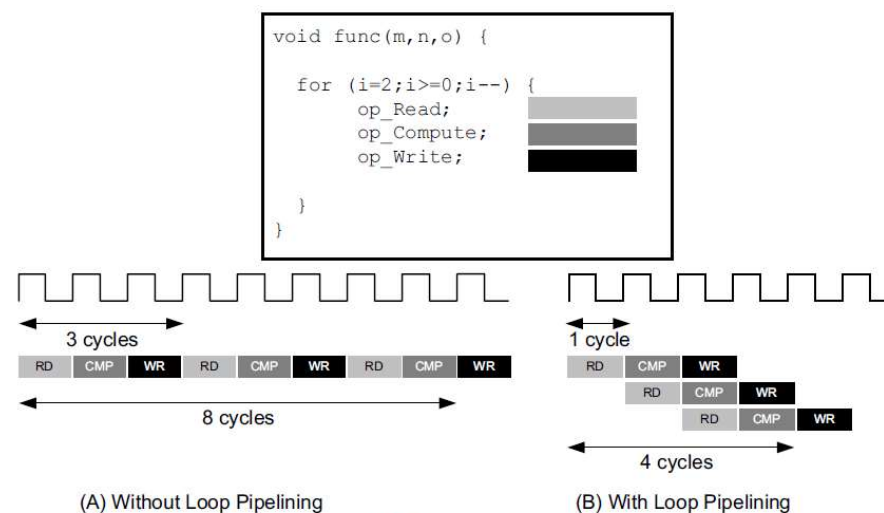 void func(m,n,o) {
for (i=2;i>=0;i--) {
op_Read;
op_Compute;
op_Write;
}
}
3 cycles
RD CMP WR RD CMP WR RD CMP WR
8 cycles
(A) Without Loop Pipelining
1 cycle
RD CMP WR
RD CMP WR
RD CMP WR
4 cycles
(B) With Loop Pipelining